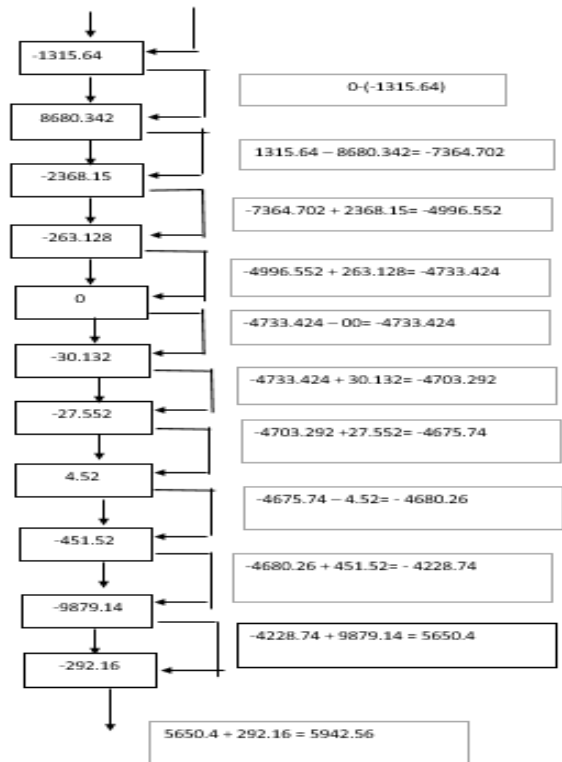 -1315.64
0-(-1315.64)
8680.342
1315.64 – 8680.342= -7364.702
-2368.15
-7364.702 + 2368.15= -4996.552
-263.128
-4996.552 + 263.128= -4733.424
0
-4733.424 – 00= -4733.424
-30.132
-4733.424 + 30.132= -4703.292
-27.552
-4703.292 +27.552= -4675.74
4.52
-4675.74 – 4.52= - 4680.26
-451.52
-4680.26 + 451.52= - 4228.74
-9879.14
-4228.74 + 9879.14 = 5650.4
-292.16
5650.4 + 292.16 = 5942.56